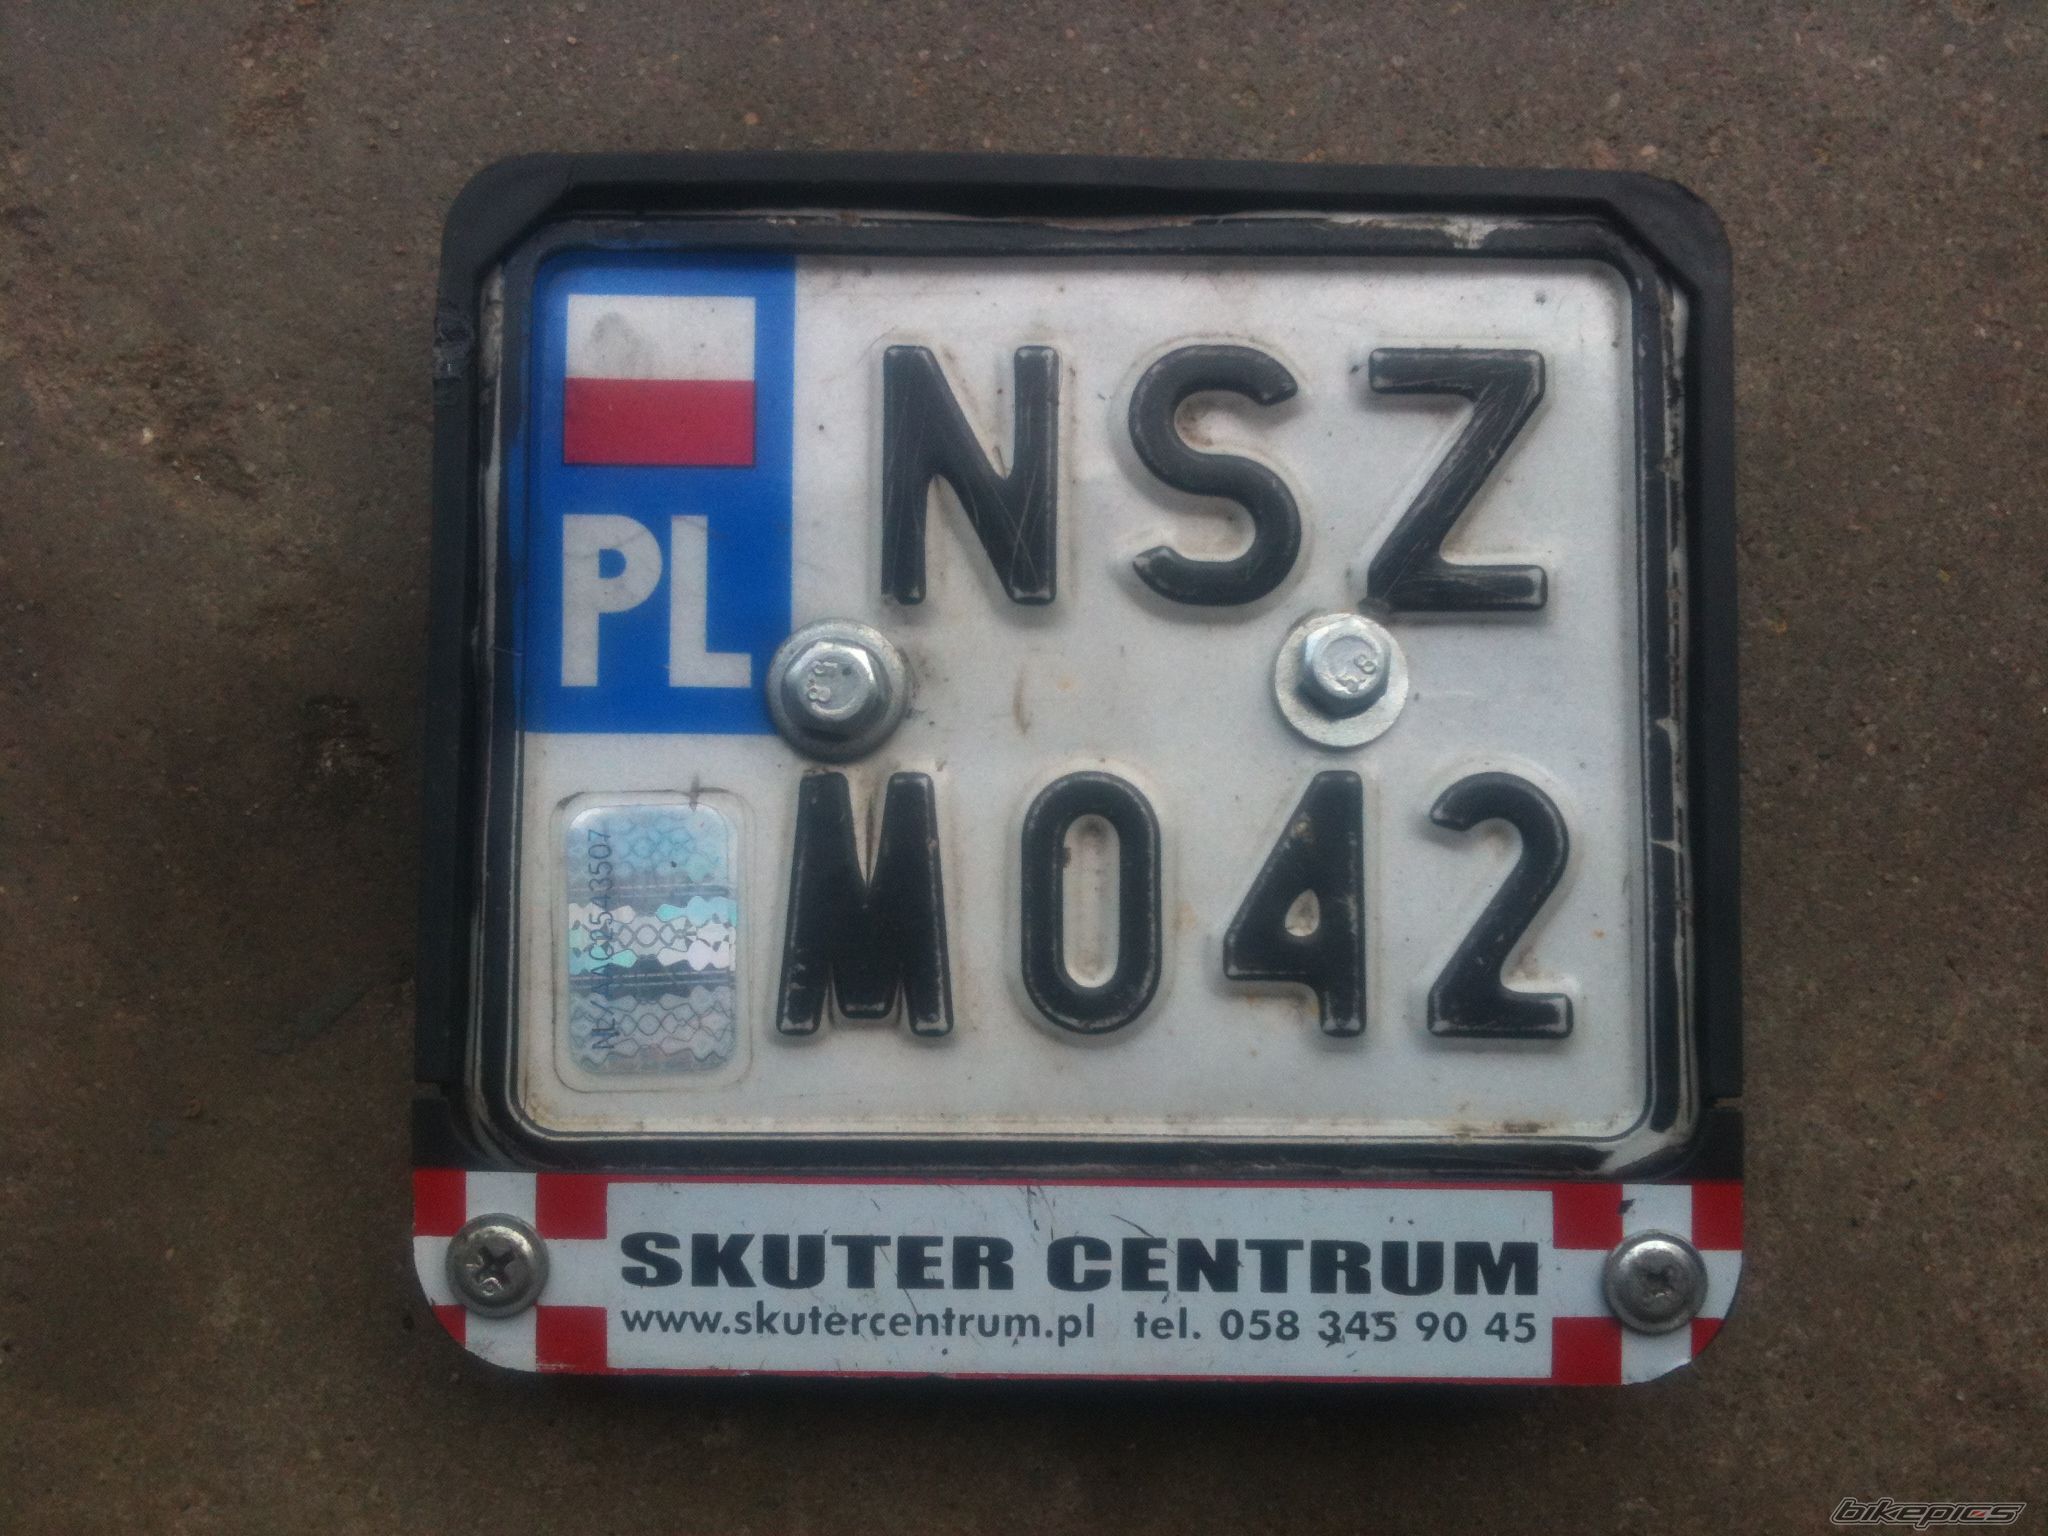 PL
NSZ
M042
SKUTER CENTRUM
www.skutercentrum.pl tel. 058 345 90 45
bikepics